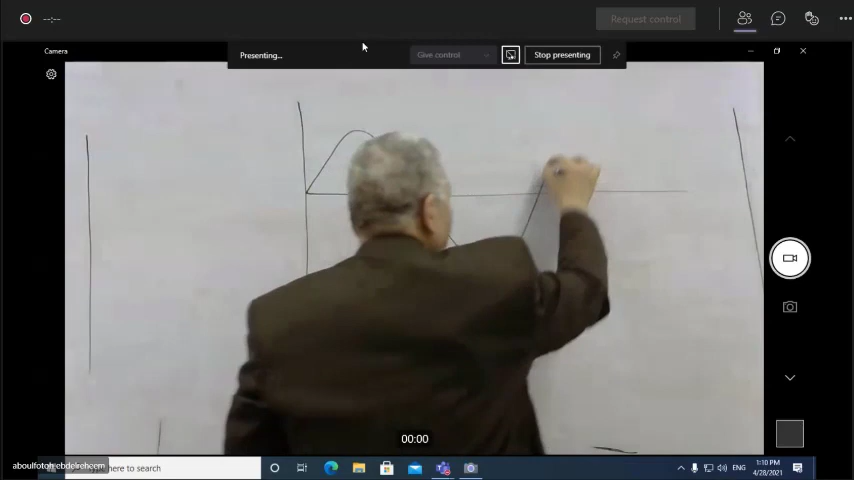 --:--
Request control
Camera
Presenting...
Give control
Stop presenting
00:00
aboulfotoh ebdelreheem
here to search
ENG
1:10 PM
4/28/2021